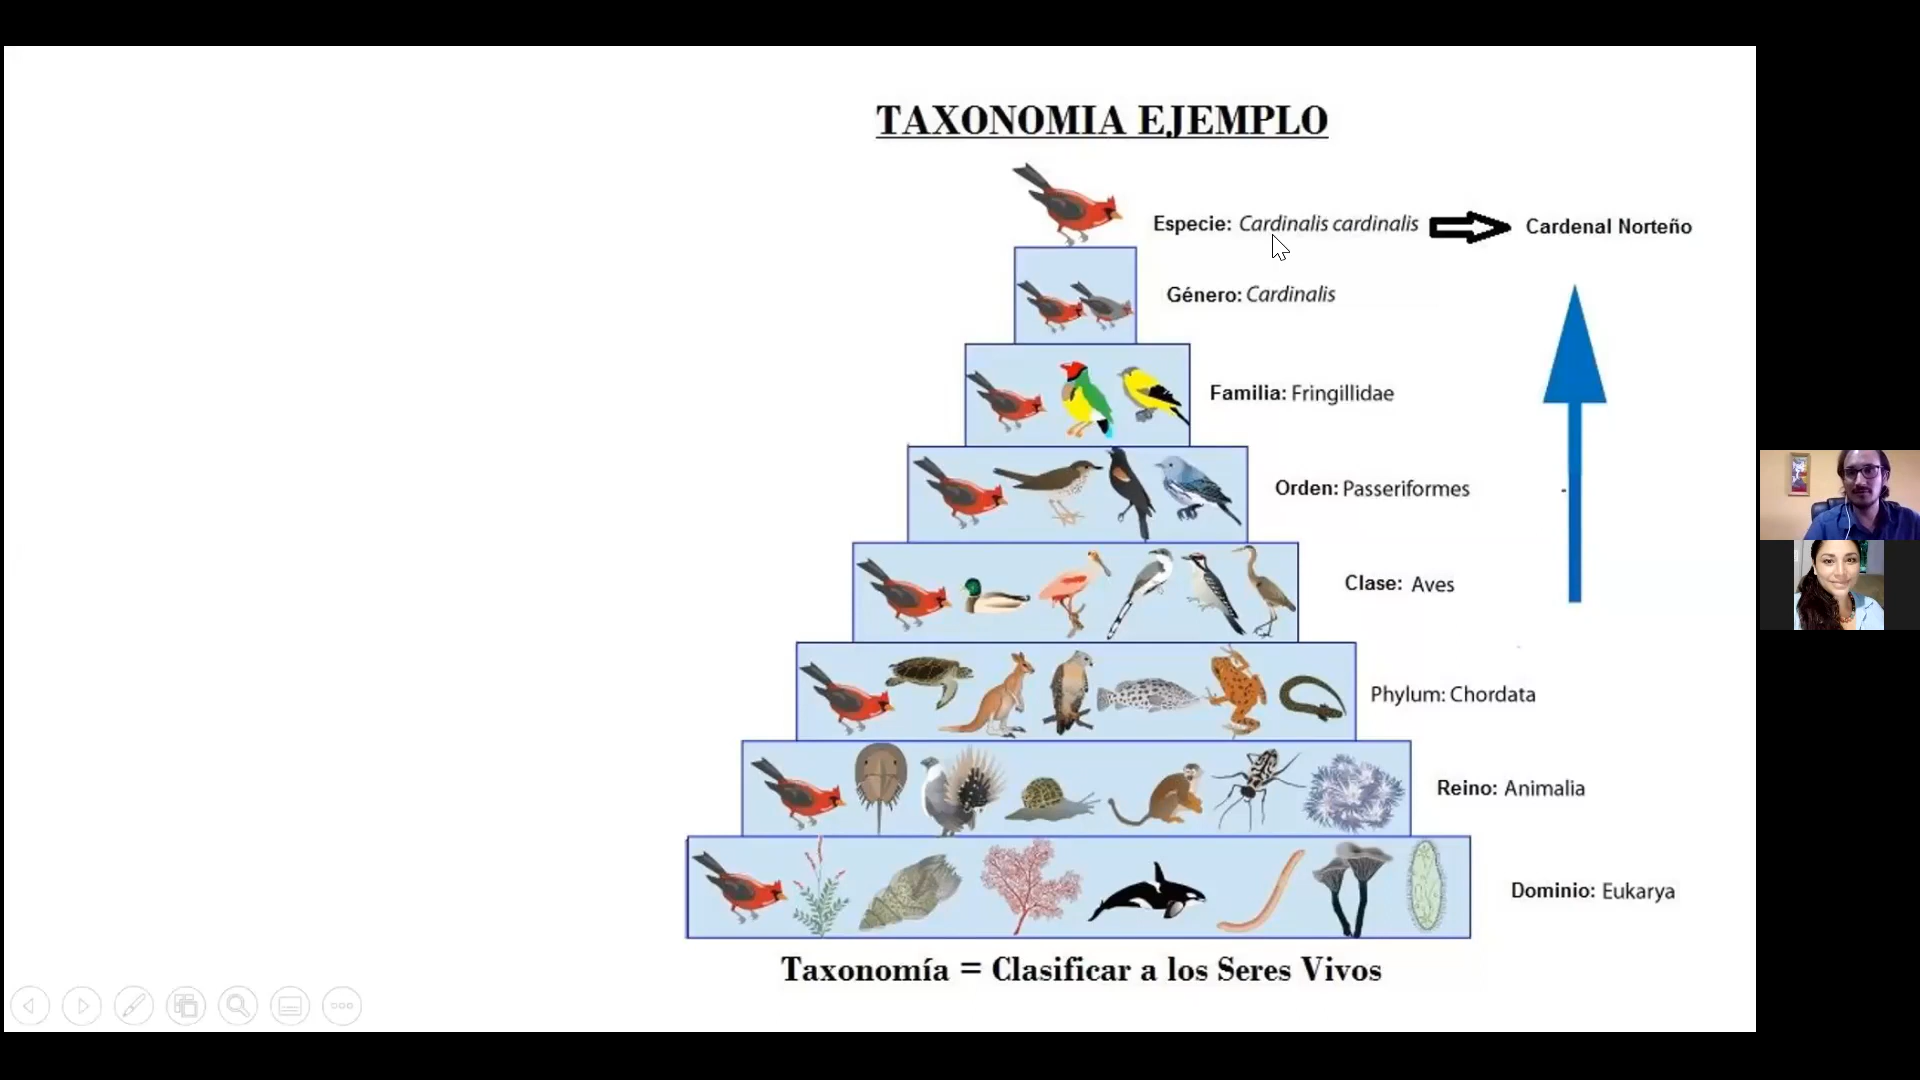 TAXONOMIA EJEMPLO
Especie: Cardinalis cardinalis
Cardenal Norteño
Género: Cardinalis
Familia: Fringillidae
Orden: Passeriformes
Clase: Aves
Phylum: Chordata
Reino: Animalia
Dominio: Eukarya
Taxonomía = Clasificar a los Seres Vivos